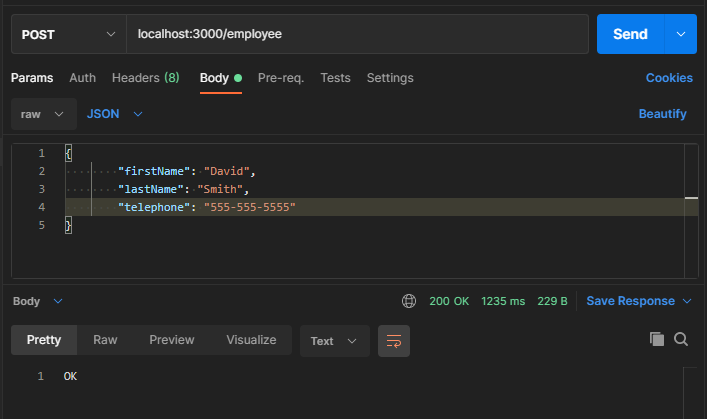 POST localhost:3000/employee Send
Params Auth Headers (8) Body Pre-req. Tests Settings Cookies
raw JSON Beautify
1 {
2 "firstName": "David",
3 "lastName": "Smith",
4 "telephone": "555-555-5555"
5 }
Body 200 OK 1235 ms 229 B Save Response
Pretty Raw Preview Visualize Text
1 OK